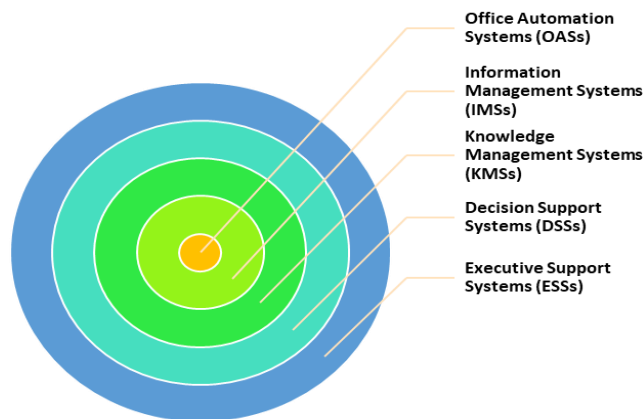 Office Automation
Systems (OASs)
Information
Management Systems
(IMSs)
Knowledge
Management Systems
(KMSs)
Decision Support
Systems (DSSs)
Executive Support
Systems (ESSs)